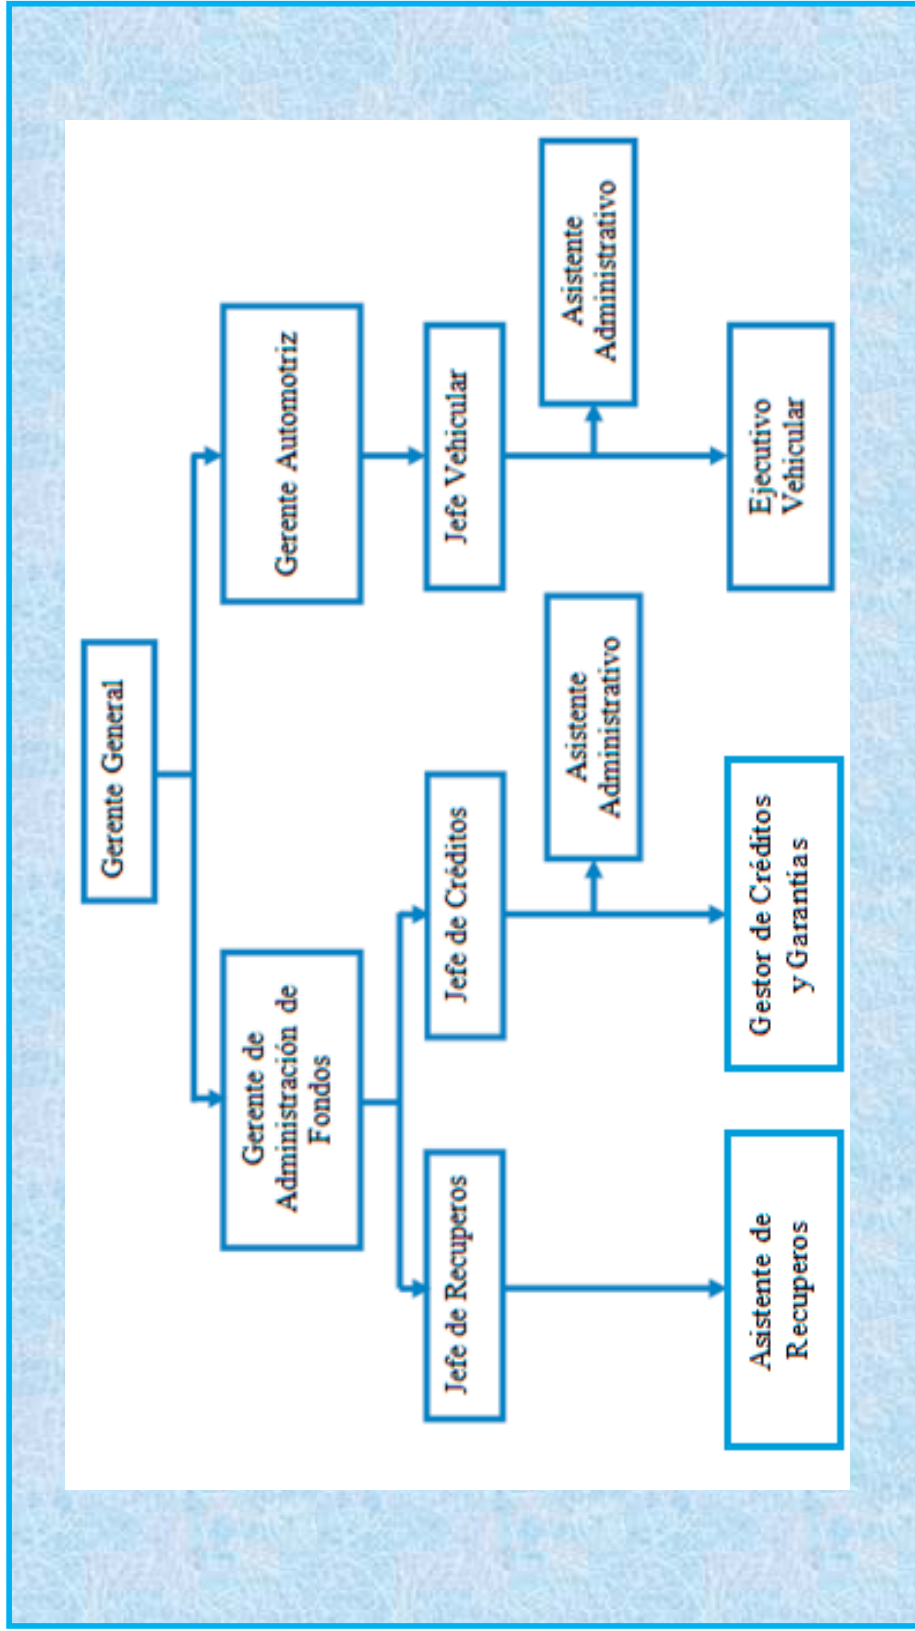 Gerente General
Gerente de
Administración de
Fondos
Gerente Automotriz
Jefe de Recuperos
Jefe de Créditos
Jefe Vehicular
Asistente
Administrativo
Asistente
Administrativo
Asistente de
Recuperos
Gestor de Créditos
y Garantías
Ejecutivo
Vehicular